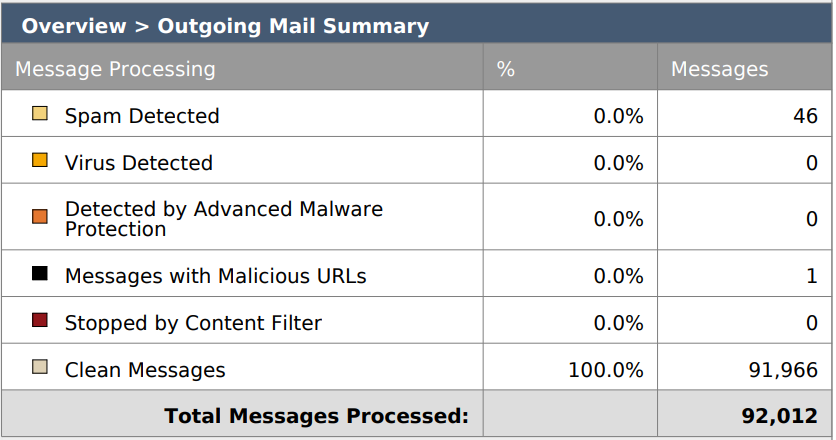 Overview > Outgoing Mail Summary
Message Processing % Messages
Spam Detected 0.0% 46
Virus Detected 0.0% 0
Detected by Advanced Malware
Protection 0.0% 0
Messages with Malicious URLs 0.0% 1
Stopped by Content Filter 0.0% 0
Clean Messages 100.0% 91,966
Total Messages Processed: 92,012